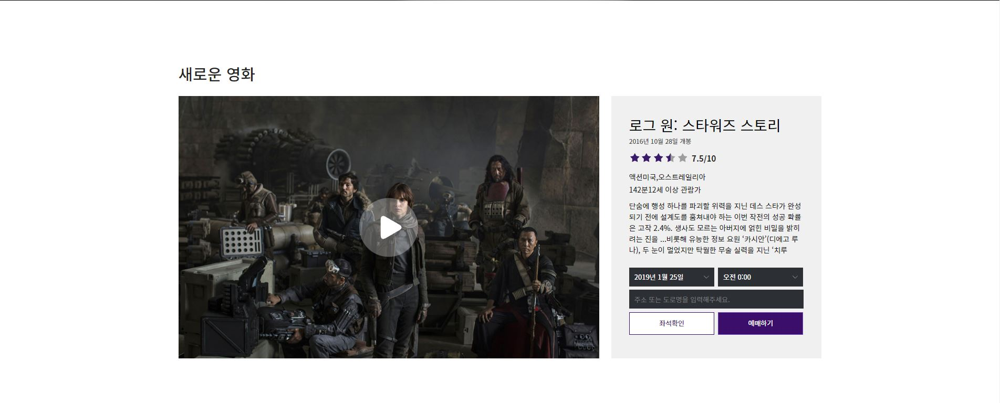 새로운 영화
로그 원: 스타워즈 스토리
2016년 10월 28일 개봉
7.5/10
액션미국,오스트레일리아
142분12세 이상 관람가
단숨에 행성 하나를 파괴할 위력을 지닌 데스 스타가 완성
되기 전에 설계도를 훔쳐내야 하는 이번 작전의 성공 확률
은 고작 2.4%. 생사도 모르는 아버지에 얽힌 비밀을 밝히
려는 진을 ...비롯해 유능한 정보 요원 ‘카시안’(디에고 루
나), 두 눈이 멀었지만 탁월한 무술 실력을 지닌 ‘치루
2019년 1월 25일 오전 0:00
주소 또는 도로명을 입력해주세요.
좌석확인 예매하기